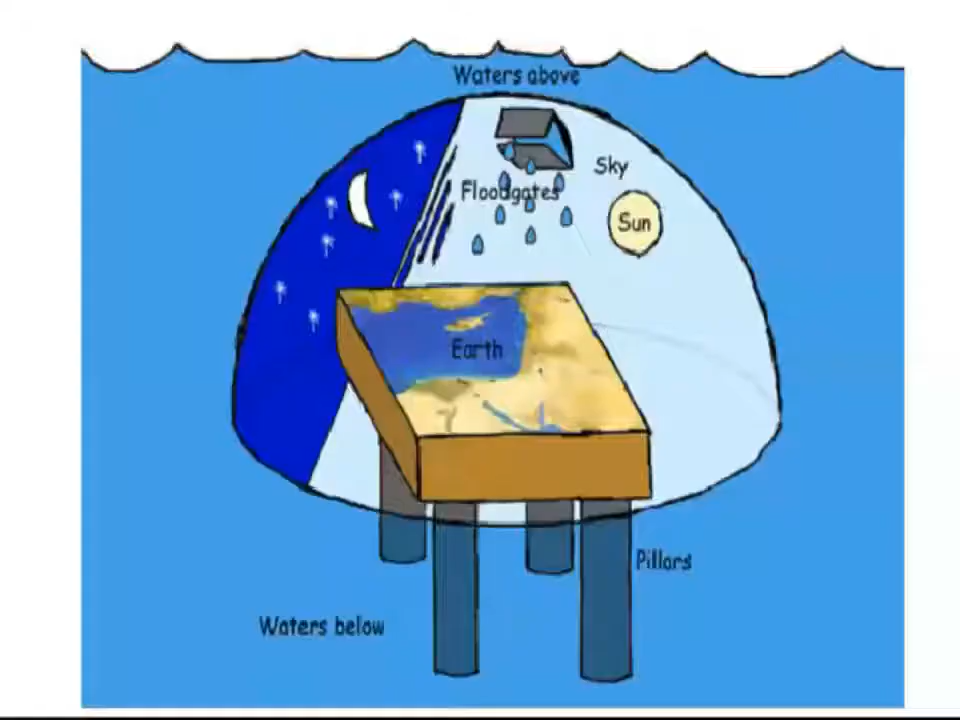 Waters above
Sky
Floodgates
Sun
Earth
Pillars
Waters below